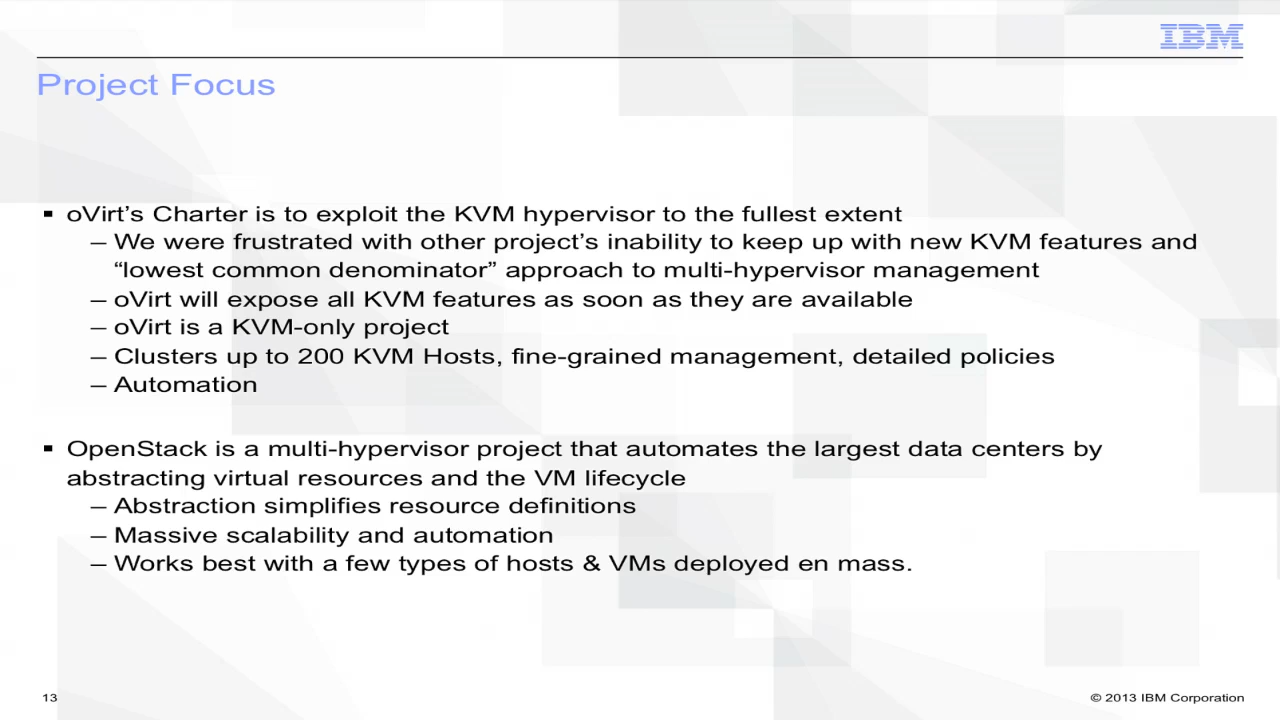 IBM
Project Focus
▪ oVirt’s Charter is to exploit the KVM hypervisor to the fullest extent
– We were frustrated with other project’s inability to keep up with new KVM features and
“lowest common denominator” approach to multi-hypervisor management
– oVirt will expose all KVM features as soon as they are available
– oVirt is a KVM-only project
– Clusters up to 200 KVM Hosts, fine-grained management, detailed policies
– Automation
▪ OpenStack is a multi-hypervisor project that automates the largest data centers by
abstracting virtual resources and the VM lifecycle
– Abstraction simplifies resource definitions
– Massive scalability and automation
– Works best with a few types of hosts & VMs deployed en mass.
13
© 2013 IBM Corporation